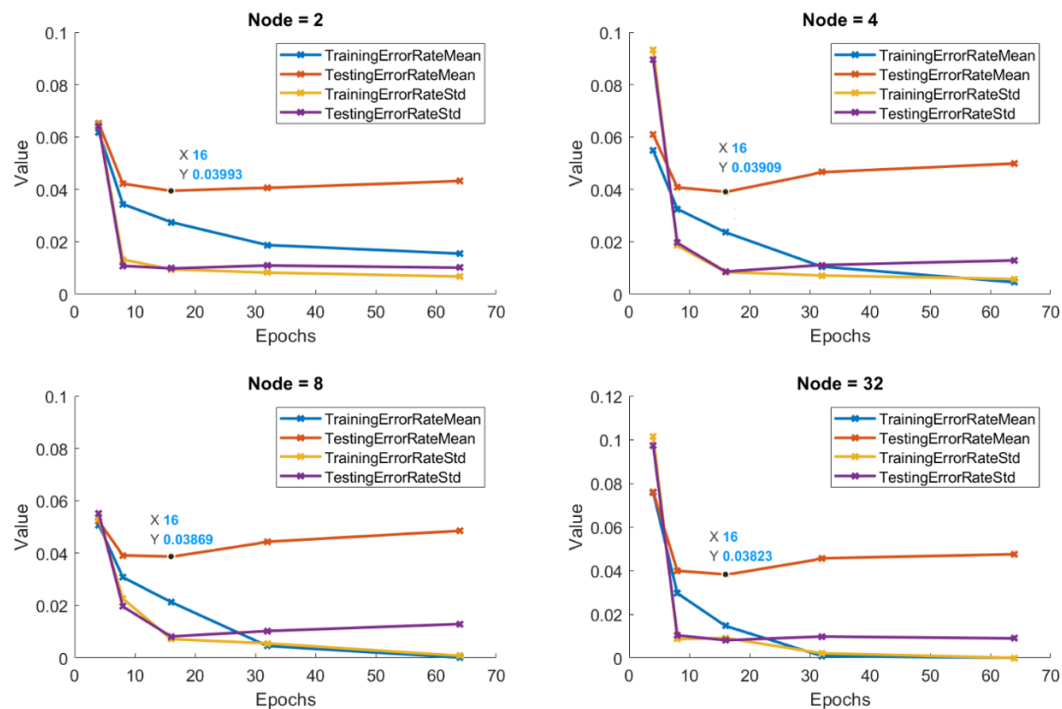 Node = 2
0.1
0.08
0.06
0.04
0.02
0
Value
TrainingErrorRateMean
TestingErrorRateMean
TrainingErrorRateStd
TestingErrorRateStd
X 16
Y 0.03993
0 10 20 30 40 50 60 70
Epochs
Node = 4
0.1
0.08
0.06
0.04
0.02
0
Value
TrainingErrorRateMean
TestingErrorRateMean
TrainingErrorRateStd
TestingErrorRateStd
X 16
Y 0.03909
0 10 20 30 40 50 60 70
Epochs
Node = 8
0.1
0.08
0.06
0.04
0.02
0
Value
TrainingErrorRateMean
TestingErrorRateMean
TrainingErrorRateStd
TestingErrorRateStd
X 16
Y 0.03869
0 10 20 30 40 50 60 70
Epochs
Node = 32
0.12
0.1
0.08
0.06
0.04
0.02
0
Value
TrainingErrorRateMean
TestingErrorRateMean
TrainingErrorRateStd
TestingErrorRateStd
X 16
Y 0.03823
0 10 20 30 40 50 60 70
Epochs